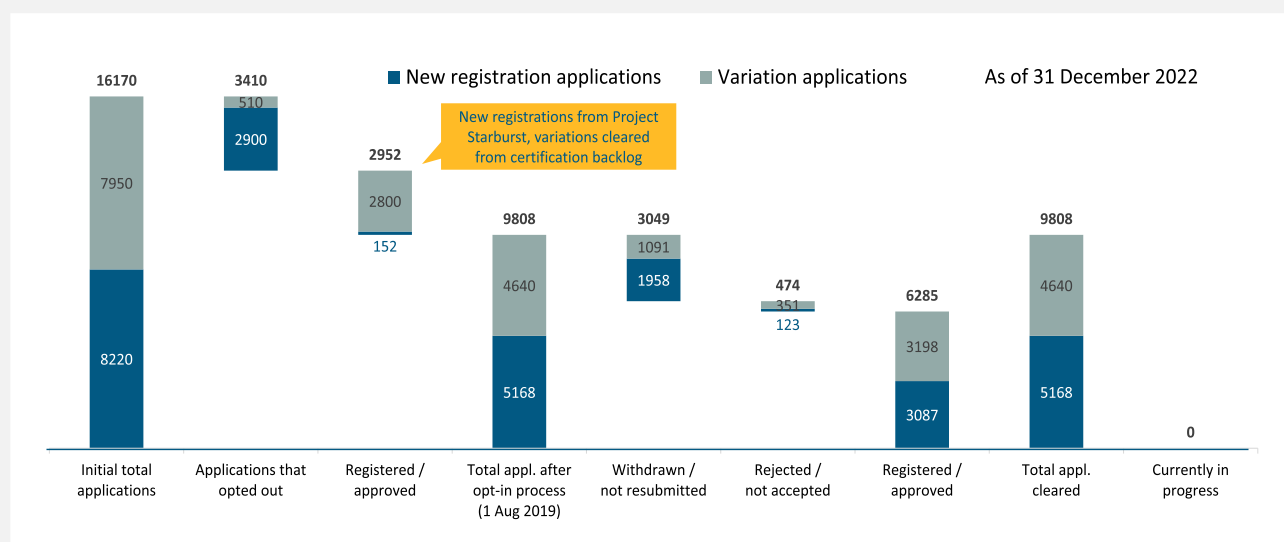 New registration applications
Variation applications
As of 31 December 2022
16170
7950
8220
3410
510
2900
New registrations from Project
Starburst, variations cleared
from certification backlog
2952
2800
152
9808
4640
5168
3049
1091
1958
474
351
123
6285
3198
3087
9808
4640
5168
0
Initial total
applications
Applications that
opted out
Registered /
approved
Total appl. after
opt-in process
(1 Aug 2019)
Withdrawn /
not resubmitted
Rejected /
not accepted
Registered /
approved
Total appl.
cleared
Currently in
progress